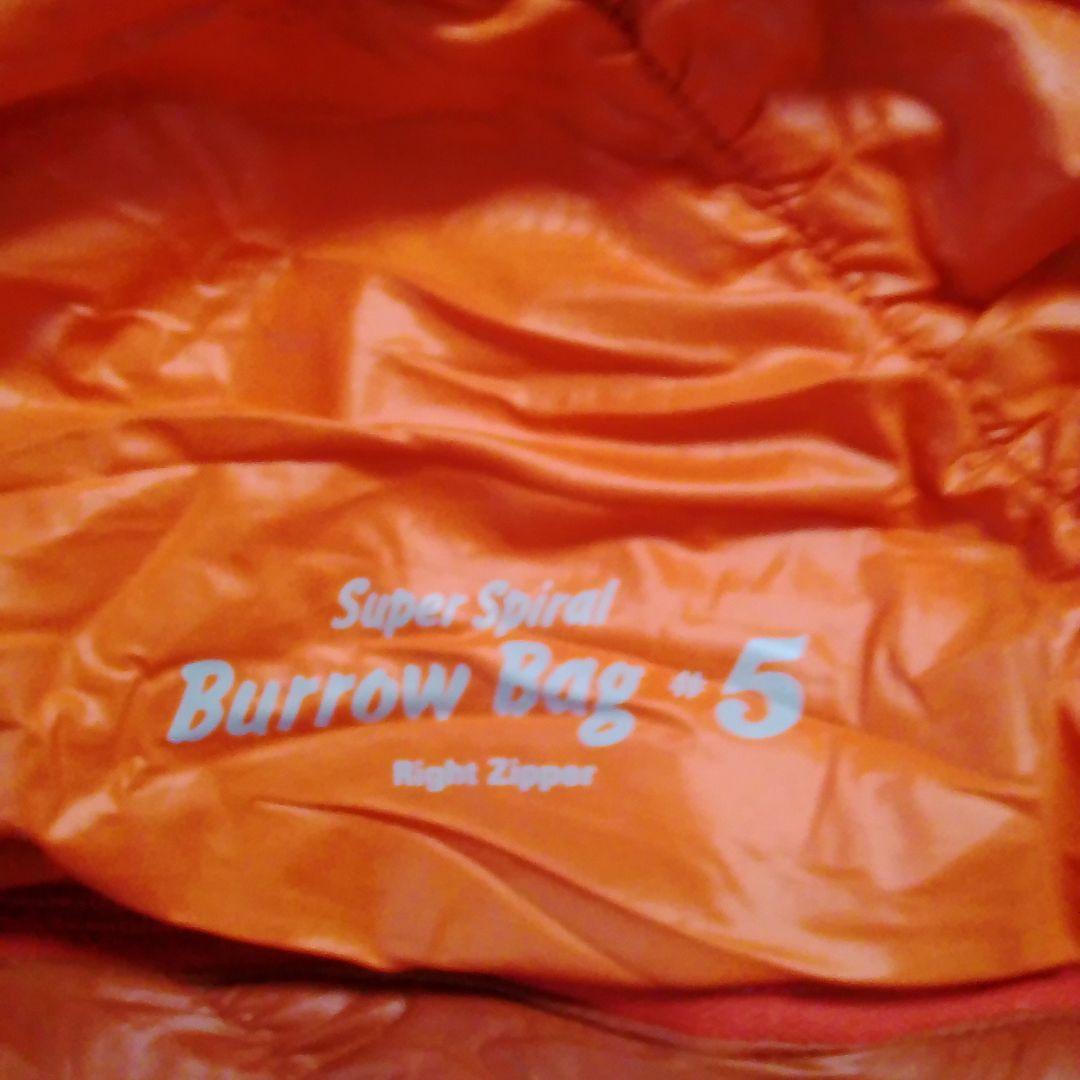 Super Spiral
Burrow Bag #5
Right Zipper